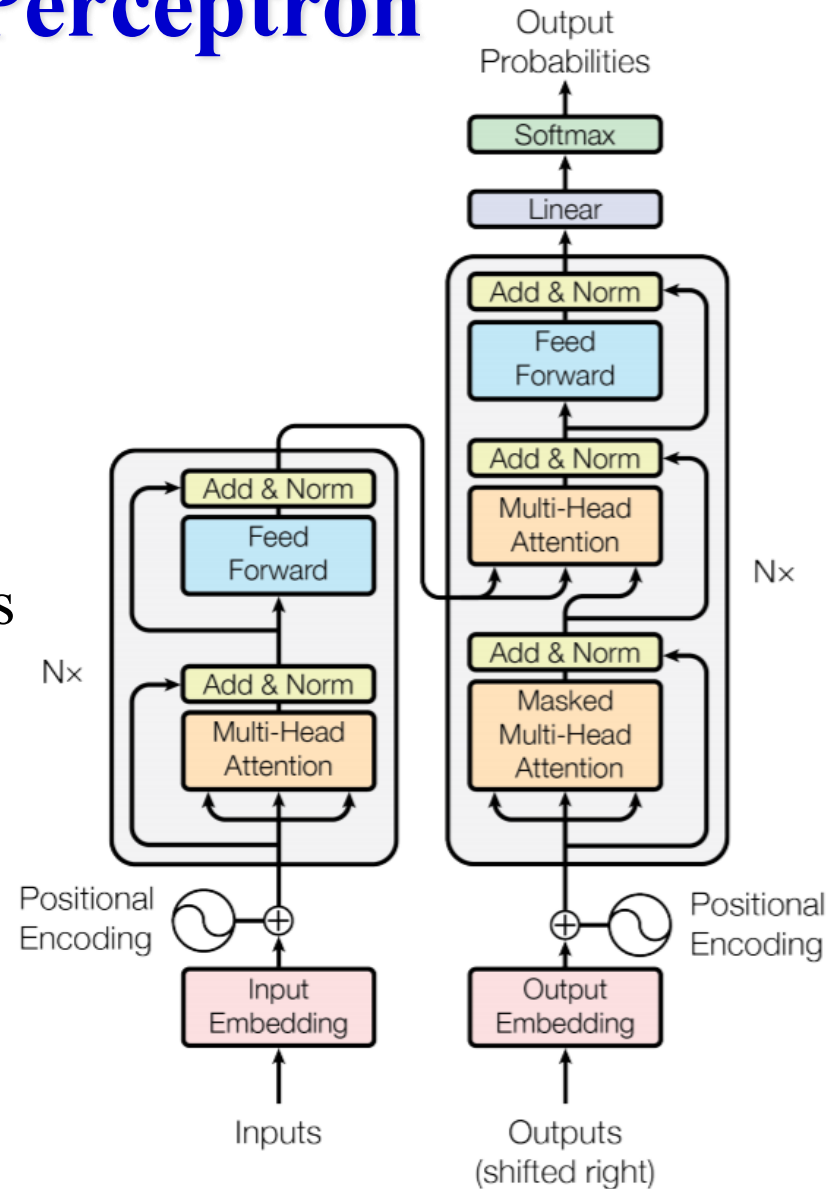 Perceptron
Output
Probabilities
Softmax
Linear
Add & Norm
Feed
Forward
Add & Norm
Multi-Head
Attention
Nx
Add & Norm
Masked
Multi-Head
Attention
Add & Norm
Feed
Forward
s
Nx
Add & Norm
Multi-Head
Attention
Positional
Encoding
Positional
Encoding
Input
Embedding
Output
Embedding
Inputs
Outputs
(shifted right)